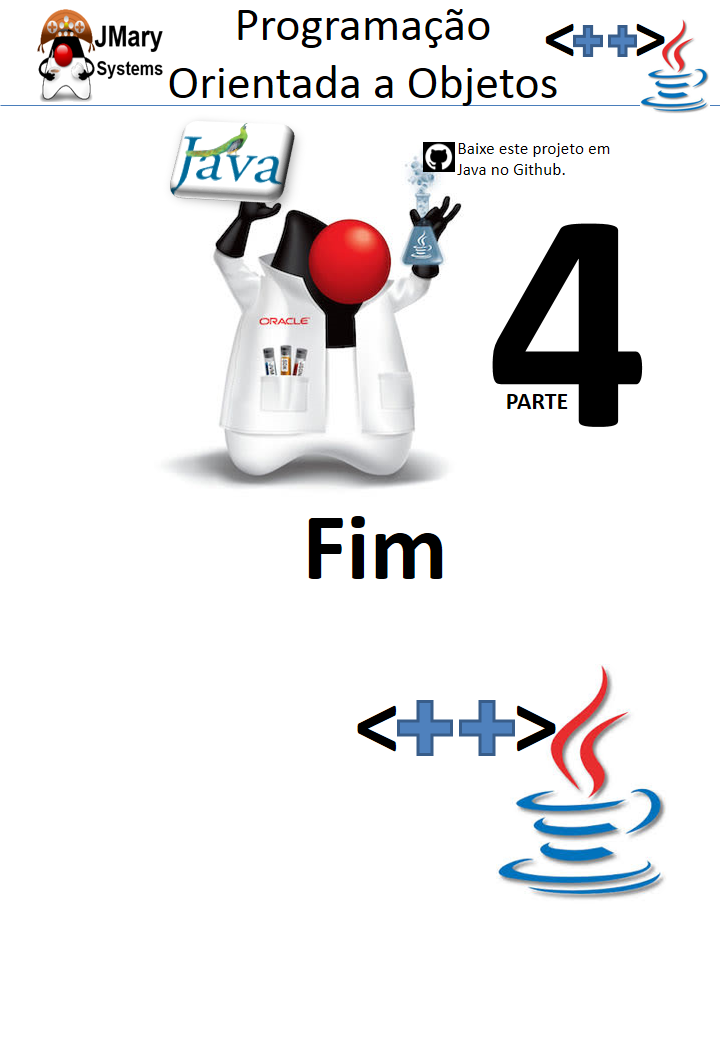 JMary
Systems
Programação
Orientada a Objetos
<++>
Java
Baixe este projeto em
Java no Github.
ORACLE
4
PARTE
Fim
<++>